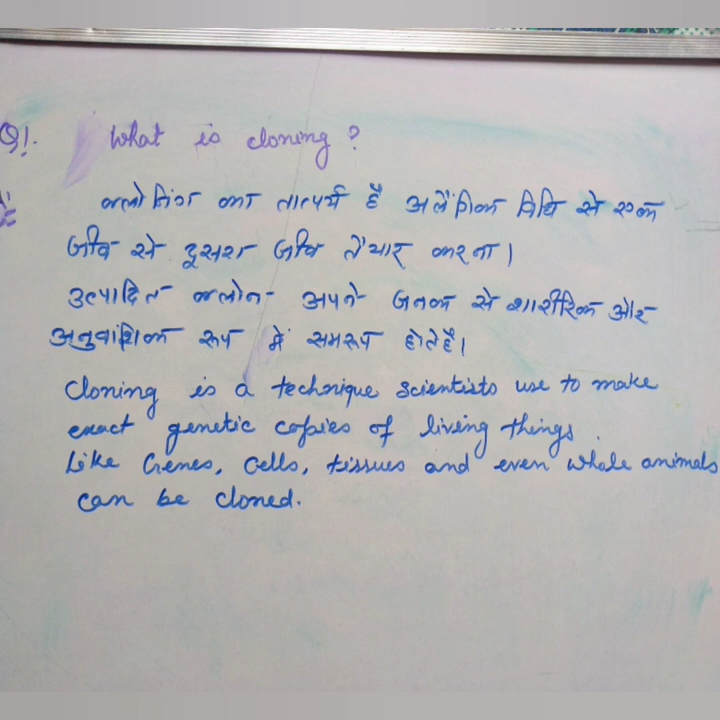 Q1. What is cloning?
क्लोनिंग का तात्पर्य है अलैंगिक विधि से एक
जीव से दूसरा जीव तैयार करना।
उत्पादित क्लोन अपने जनक से शारीरिक और
अनुवांशिक रूप में समरूप होते है।
Cloning is a technique scientists use to make
exact genetic copies of living things.
Like Genes, cells, tissues and even whole animals
can be cloned.